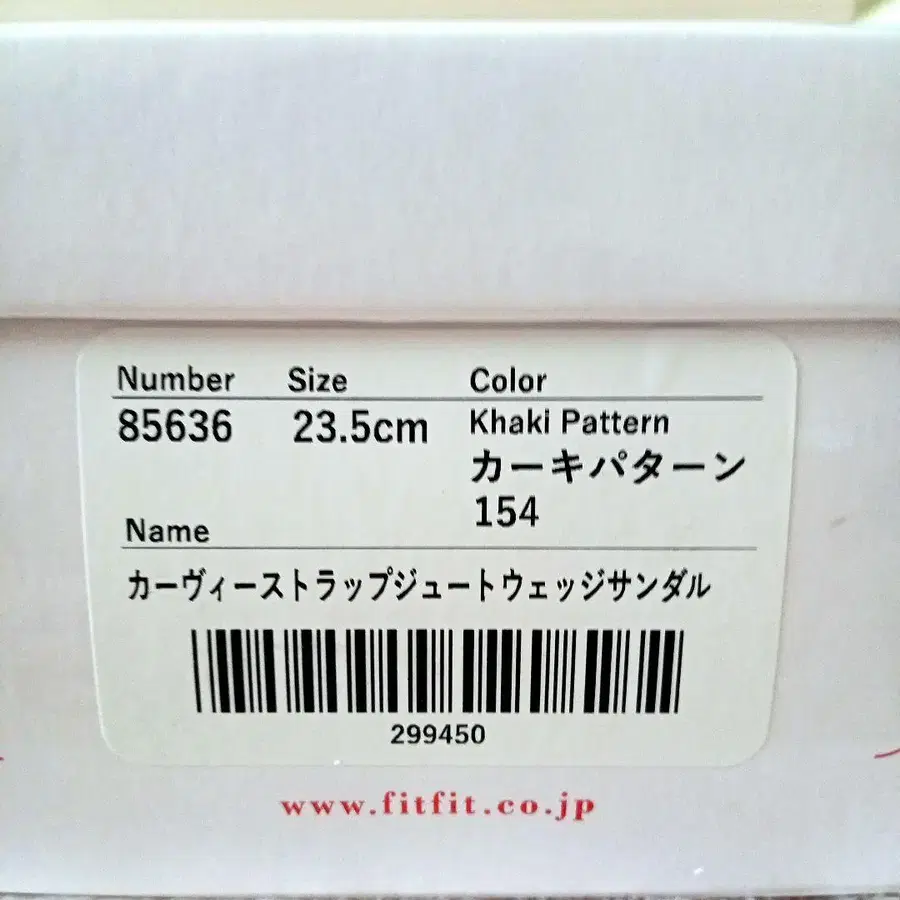 Number Size Color
85636 23.5cm Khaki Pattern
カーキパターン
154
Name
カーヴィーストラップジュートウェッジサンダル
299450
www.fitfit.co.jp